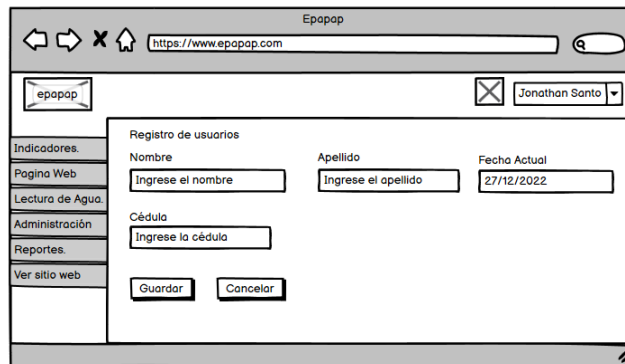 Epapap
https://www.epapap.com
epapap
Jonathan Santo
Indicadores.
Pagina Web
Lectura de Agua.
Administración
Reportes.
Ver sitio web
Registro de usuarios
Nombre
Apellido
Fecha Actual
Ingrese el nombre
Ingrese el apellido
27/12/2022
Cédula
Ingrese la cédula
Guardar
Cancelar